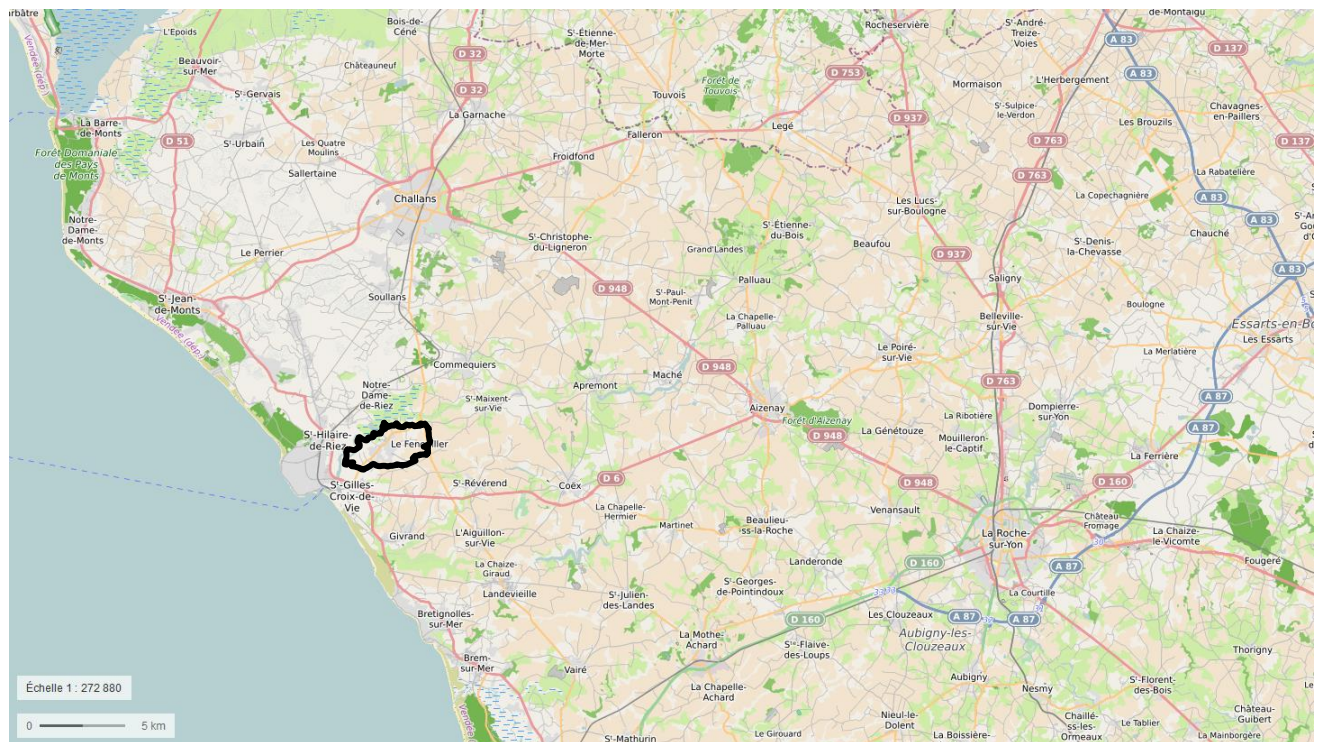 arbâtre
Bois-de-
Céné
Rocheservière
Sᵗ-André-
Treize-
Voies
de-Montaigu
L'Epoids
Sᵗ-Étienne-
de-Mer-
Morte
D 32
A 83
D 137
Vendée (dép.)
Beauvoir-
sur-Mer
Châteauneuf
Forêt de
Touvois
D 753
A 83
Mormaison
L'Herbergement
Sᵗ-Gervais
D 32
Touvois
Sᵗ-Sulpice-
le-Verdon
Chavagnes-
en-Paillers
La Garnache
D 937
Les Brouzils
La Barre-
de-Monts
Legé
Falleron
D 51
Sᵗ-Urbain
Les Quatre
Moulins
D 763
D 137
Forêt Domaniale
des Pays
de Monts
Froidfond
Sallertaine
D 763
La Rabatelière
Challans
La Copechagnière
A 83
Les Lucs-
sur-Boulogne
Notre-
Dame-
de-Monts
Sᵗ-Étienne-
du-Bois
A 83
Sᵗ-Christophe-
du-Ligneron
Beaufou
Chauché
Le Perrier
Grand'Landes
Sᵗ-Denis-
la-Chevasse
D 937
A 83
Saligny
Palluau
D 948
Sᵗ-Paul-
Mont-Penit
Soullans
Sᵗ-Jean-
de-Monts
Boulogne
La Chapelle-
Palluau
Belleville-
sur-Vie
Vendée (dép.)
Essarts-en-Bo
Les Essarts
Le Poiré-
sur-Vie
La Merlatière
Commequiers
D 948
Maché
Apremont
D 763
Notre-
Dame-
de-Riez
Sᵗ-Maixent-
sur-Vie
A 87
Aizenay
Dompierre-
sur-Yon
Forêt d'Aizenay
La Ribotière
Sᵗ-Hilaire-
de-Riez
D 948
La Génétouze
A 87
Mouilleron-
le-Captif
La Ferrière
D 6
Sᵗ-Gilles-
Croix-de-
Vie
Sᵗ-Révérend
Coëx
D 948
D 160
La Chapelle-
Hermier
Venansault
Martinet
Beaulieu-
ss-la-Roche
Château
Fromage
Givrand
L'Aiguillon-
sur-Vie
La Roche-
sur-Yon
La Chaize-
le-Vicomte
La Chaize-
Giraud
Landeronde
D 160
A 87
Fougeré
Sᵗ-Georges-
de-Pointindoux
Landevieille
Sᵗ-Julien-
des-Landes
La Courtille
Bretignolles-
sur-Mer
D 160
Les Clouzeaux
A 87
A 87
La Mothe-
Achard
Aubigny-les-
Clouzeaux
Sᵗᵉ-Flaive-
des-Loups
Thorigny
Brem-
sur-Mer
Vairé
Aubigny
Sᵗ-Florent-
des-Bois
Échelle 1 : 272 880
La Chapelle-
Achard
Nesmy
Vendée
0 5 km
Nieul-le-
Dolent
Chaillé-
ss-les-
Ormeaux
Le Tablier
Château-
Guibert
Sᵗ-Mathurin
Le Girouard
La Boissière-
La Mainborgère